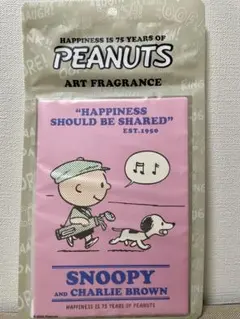 HAPPINESS IS 75 YEARS OF
PEANUTS
ART FRAGRANCE
"HAPPINESS
SHOULD BE SHARED"
EST.1950
SNOOPY
AND CHARLIE BROWN
HAPPINESS IS 75 YEARS OF PEANUTS